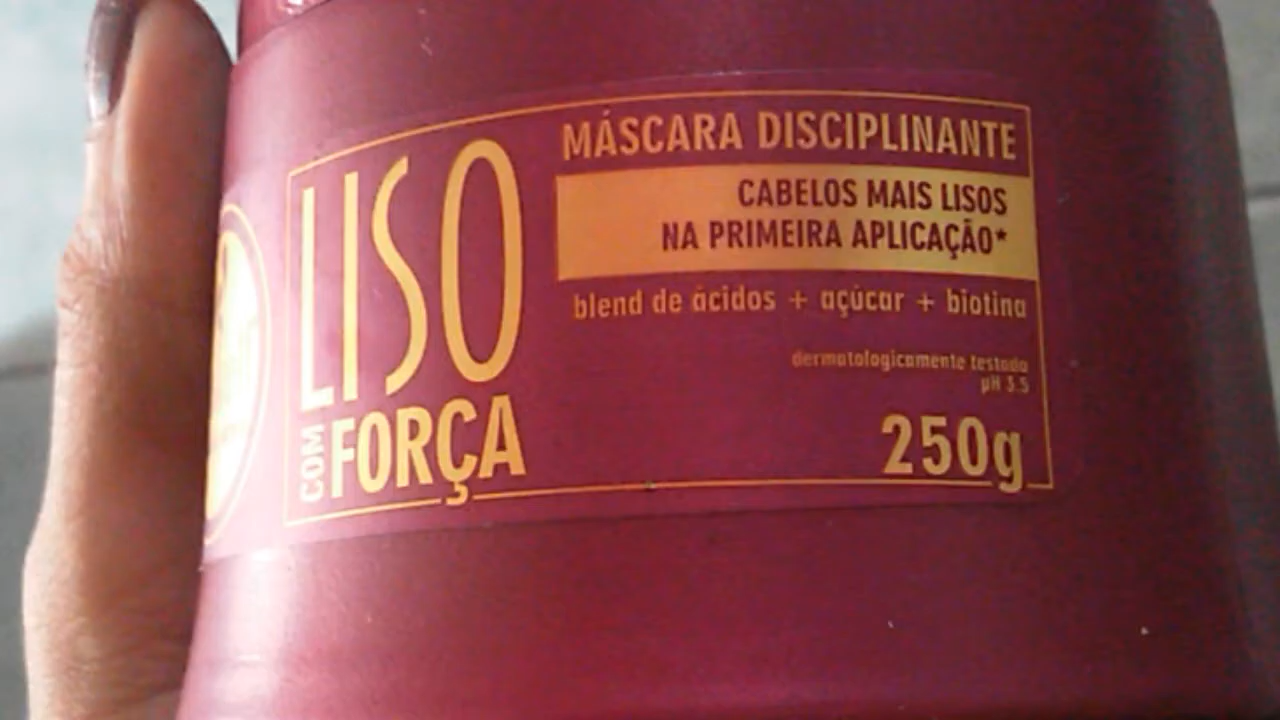 LISO
COM FORÇA
MÁSCARA DISCIPLINANTE
CABELOS MAIS LISOS
NA PRIMEIRA APLICAÇÃO*
blend de ácidos + açúcar + biotina
dermatologicamente testada
pH 3.5
250g